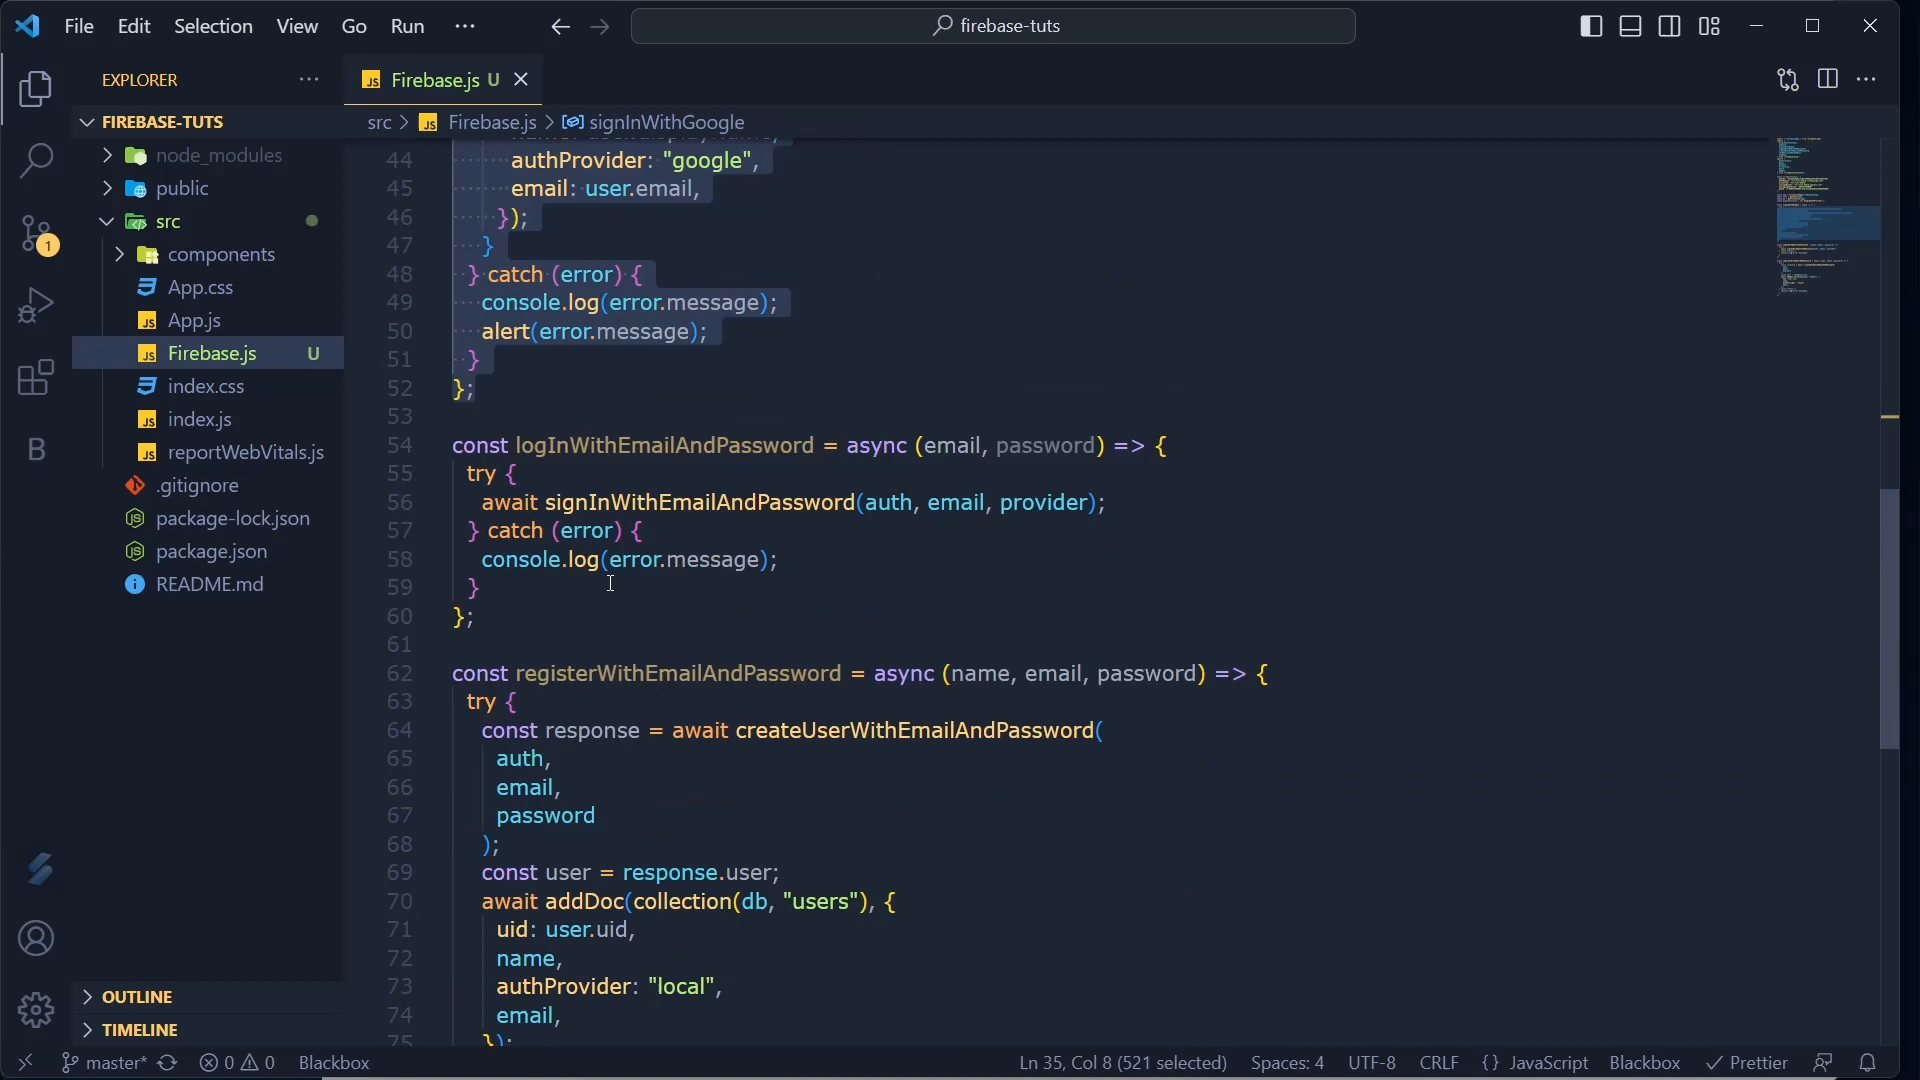 File Edit Selection View Go Run ··· firebase-tuts
EXPLORER ···
FIREBASE-TUTS
node_modules
public
src
components
App.css
App.js
Firebase.js U
index.css
index.js
reportWebVitals.js
.gitignore
package-lock.json
package.json
README.md
OUTLINE
TIMELINE
1
B
Firebase.js U
src > Firebase.js > signInWithGoogle
44 authProvider: "google",
45 email: user.email,
46 });
47 }
48 } catch (error) {
49 console.log(error.message);
50 alert(error.message);
51 }
52 };
53
54 const logInWithEmailAndPassword = async (email, password) => {
55 try {
56 await signInWithEmailAndPassword(auth, email, provider);
57 } catch (error) {
58 console.log(error.message);
59 }
60 };
61
62 const registerWithEmailAndPassword = async (name, email, password) => {
63 try {
64 const response = await createUserWithEmailAndPassword(
65 auth,
66 email,
67 password
68 );
69 const user = response.user;
70 await addDoc(collection(db, "users"), {
71 uid: user.uid,
72 name,
73 authProvider: "local",
74 email,
75 });
master* 0 0 Blackbox Ln 35, Col 8 (521 selected) Spaces: 4 UTF-8 CRLF {} JavaScript Blackbox Prettier